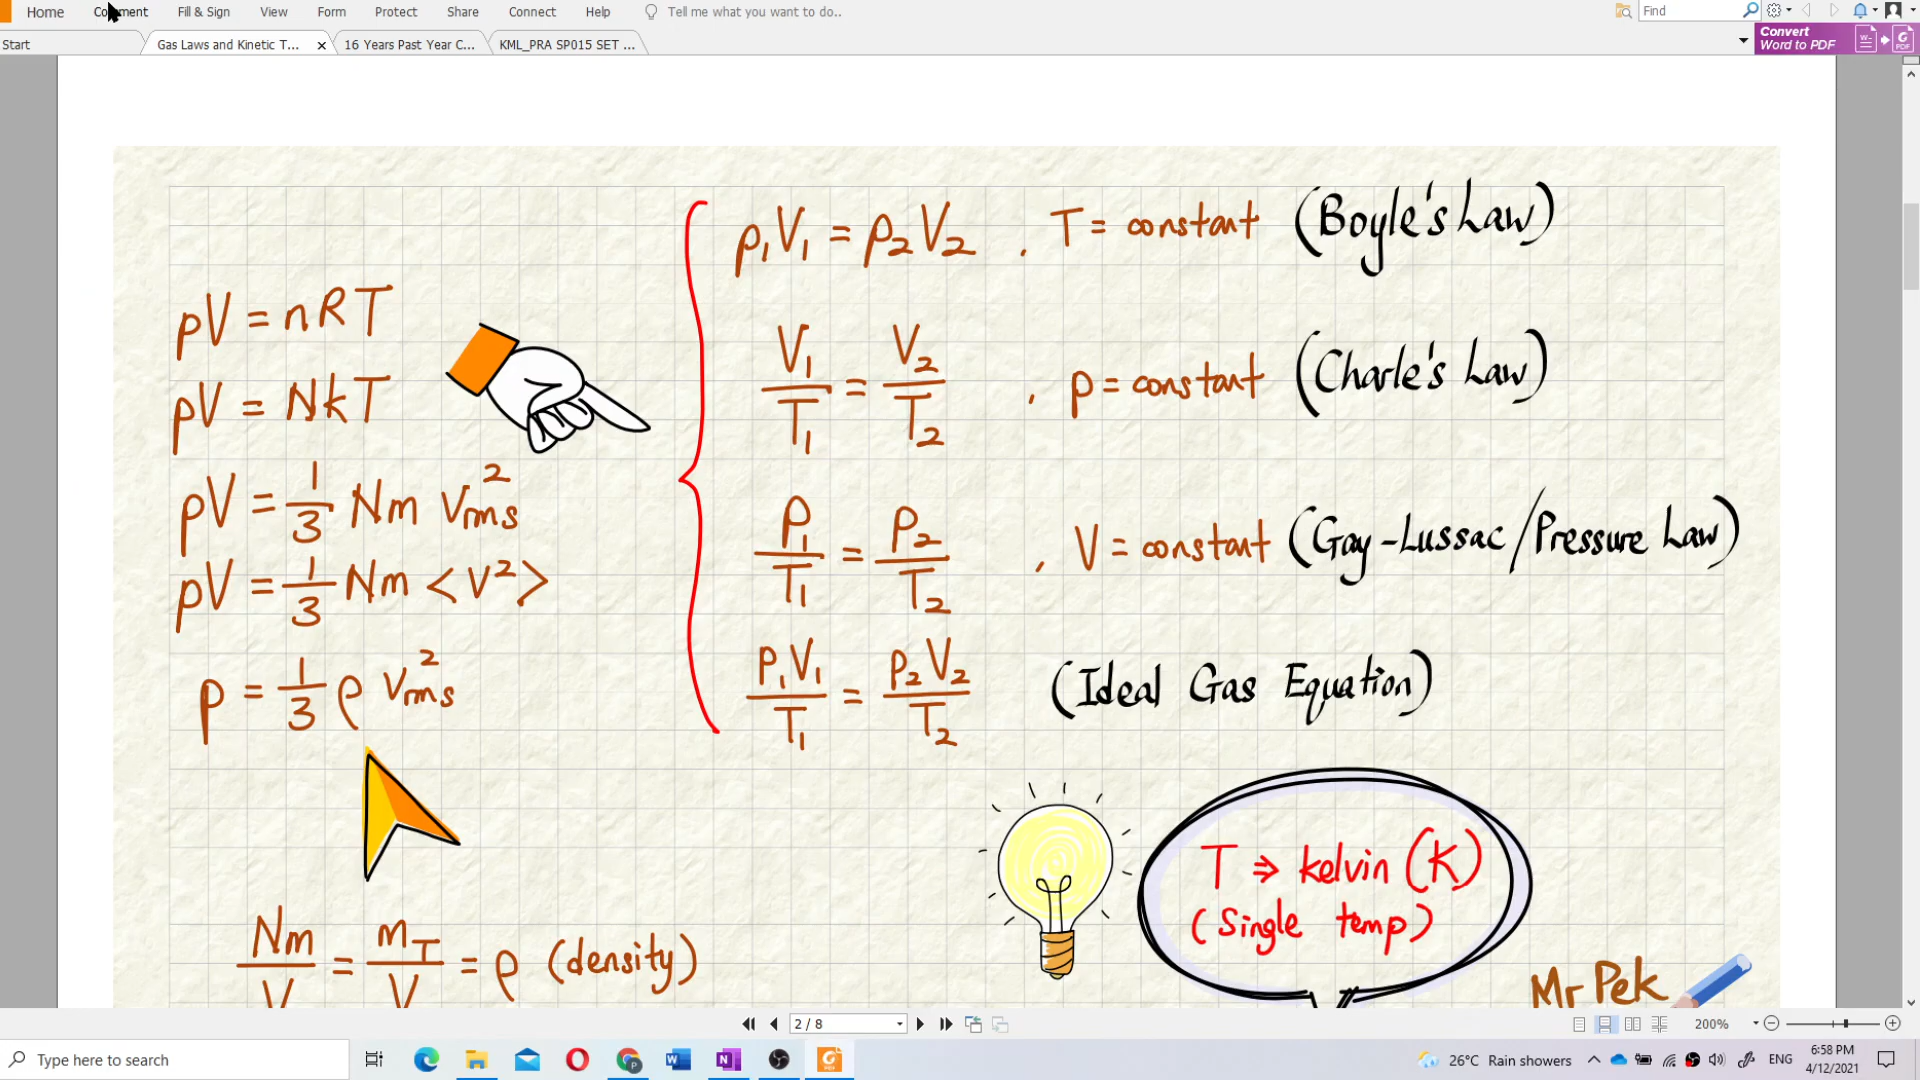 Home Comment Fill & Sign View Form Protect Share Connect Help Tell me what you want to do.. Find
Start Gas Laws and Kinetic T... × 16 Years Past Year C... KML_PRA SP015 SET ... Convert
Word to PDF
p₁V₁ = p₂V₂ , T = constant (Boyle's Law)
pV = nRT
pV = NkT
V₁/T₁ = V₂/T₂ , p = constant (Charle's Law)
pV = 1/3 Nm Vrms²
P₁/T₁ = P₂/T₂ , V = constant (Gay-Lussac/Pressure Law)
pV = 1/3 Nm <V²>
p = 1/3 ρ Vrms²
P₁V₁/T₁ = P₂V₂/T₂ (Ideal Gas Equation)
T ⇒ kelvin (K)
(Single temp)
Nm/V = mT/V = ρ (density)
Mr Pek
2 / 8 200%
Type here to search 26°C Rain showers ENG 6:58 PM
4/12/2021